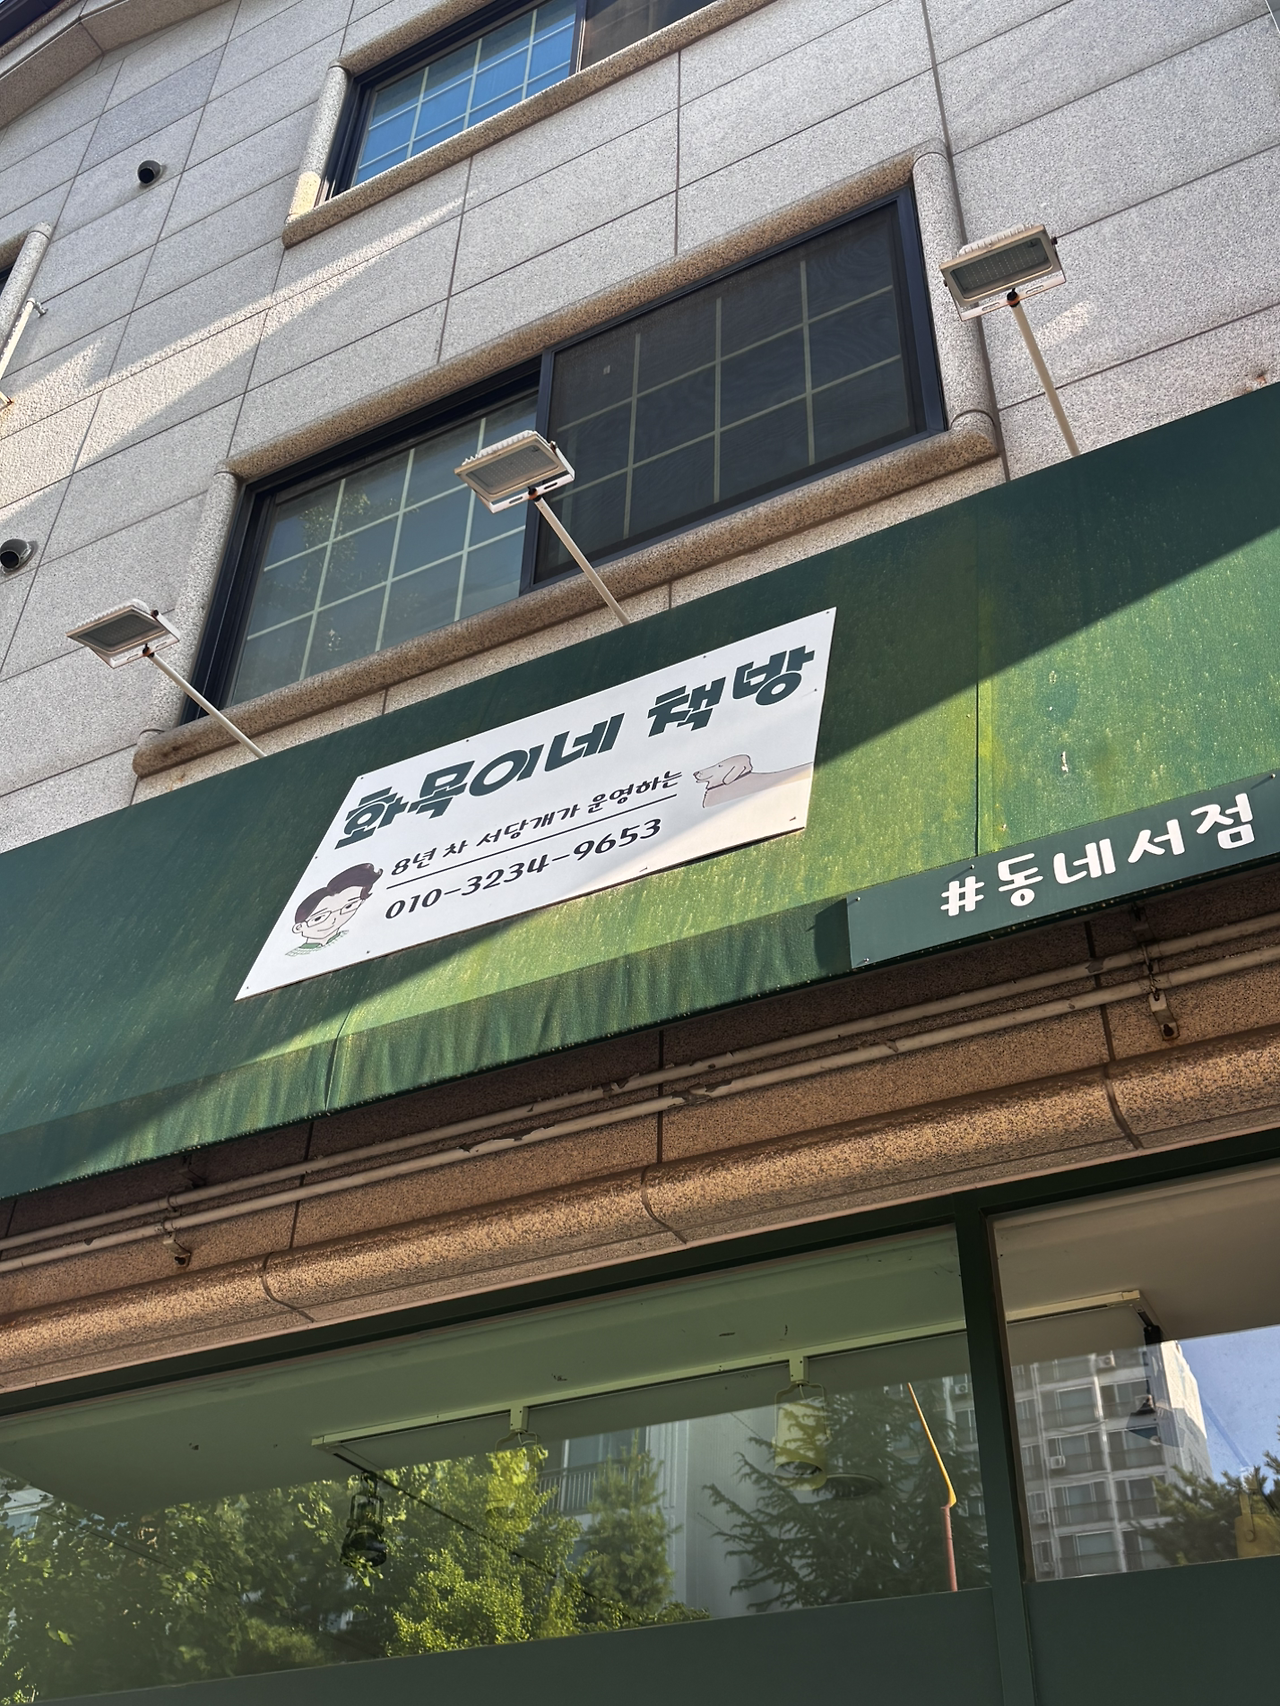 화목이네 책방
8년 차 서당개가 운영하는
010-3234-9653
#동네서점